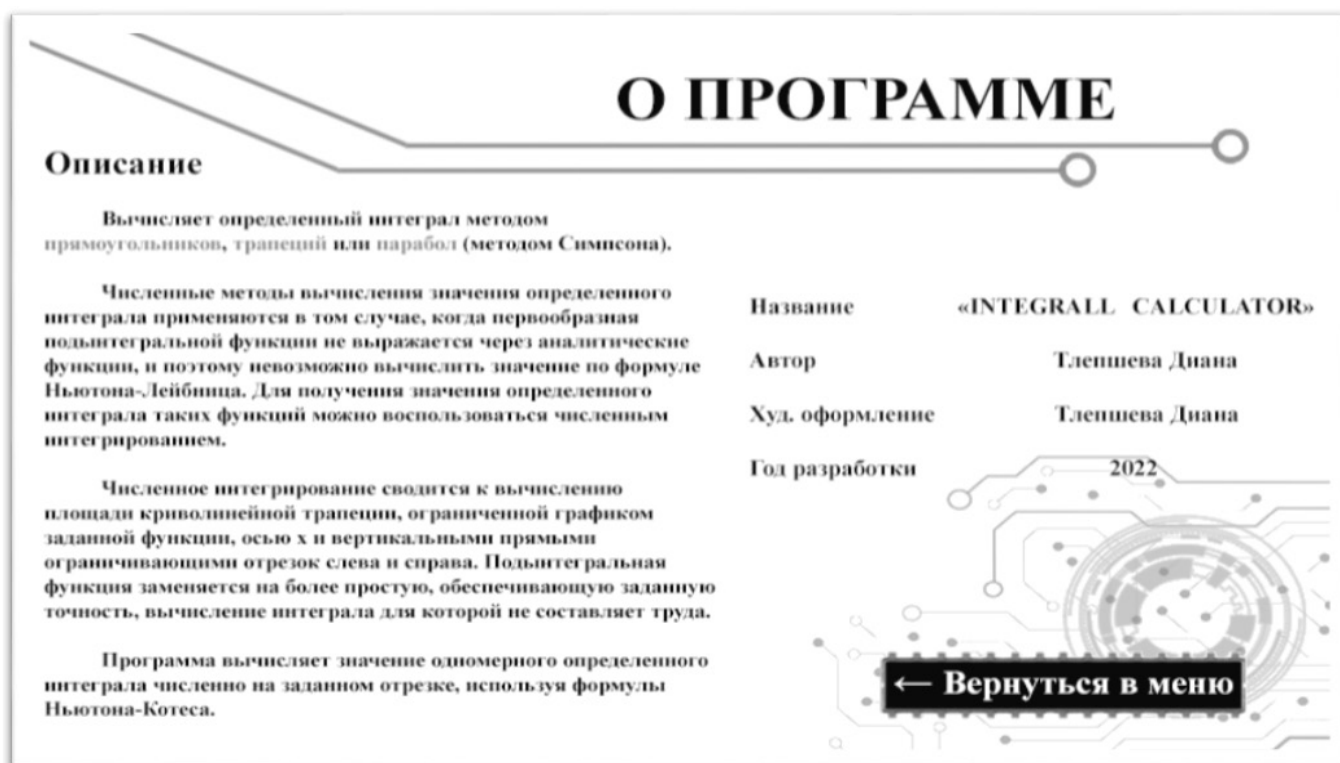 О ПРОГРАММЕ
Описание
Вычисляет определенный интеграл методом
прямоугольников, трапеций или парабол (методом Симпсона).
Численные методы вычисления значения определенного
интеграла применяются в том случае, когда первообразная
подынтегральной функции не выражается через аналитические
функции, и поэтому невозможно вычислить значение по формуле
Ньютона-Лейбница. Для получения значения определенного
интеграла таких функций можно воспользоваться численным
интегрированием.
Численное интегрирование сводится к вычислению
площади криволинейной трапеции, ограниченной графиком
заданной функции, осью x и вертикальными прямыми
ограничивающими отрезок слева и справа. Подынтегральная
функция заменяется на более простую, обеспечивающую заданную
точность, вычисление интеграла для которой не составляет труда.
Программа вычисляет значение одномерного определенного
интеграла численно на заданном отрезке, используя формулы
Ньютона-Котеса.
Название «INTEGRALL CALCULATOR»
Автор Тлепшева Диана
Худ. оформление Тлепшева Диана
Год разработки 2022
← Вернуться в меню